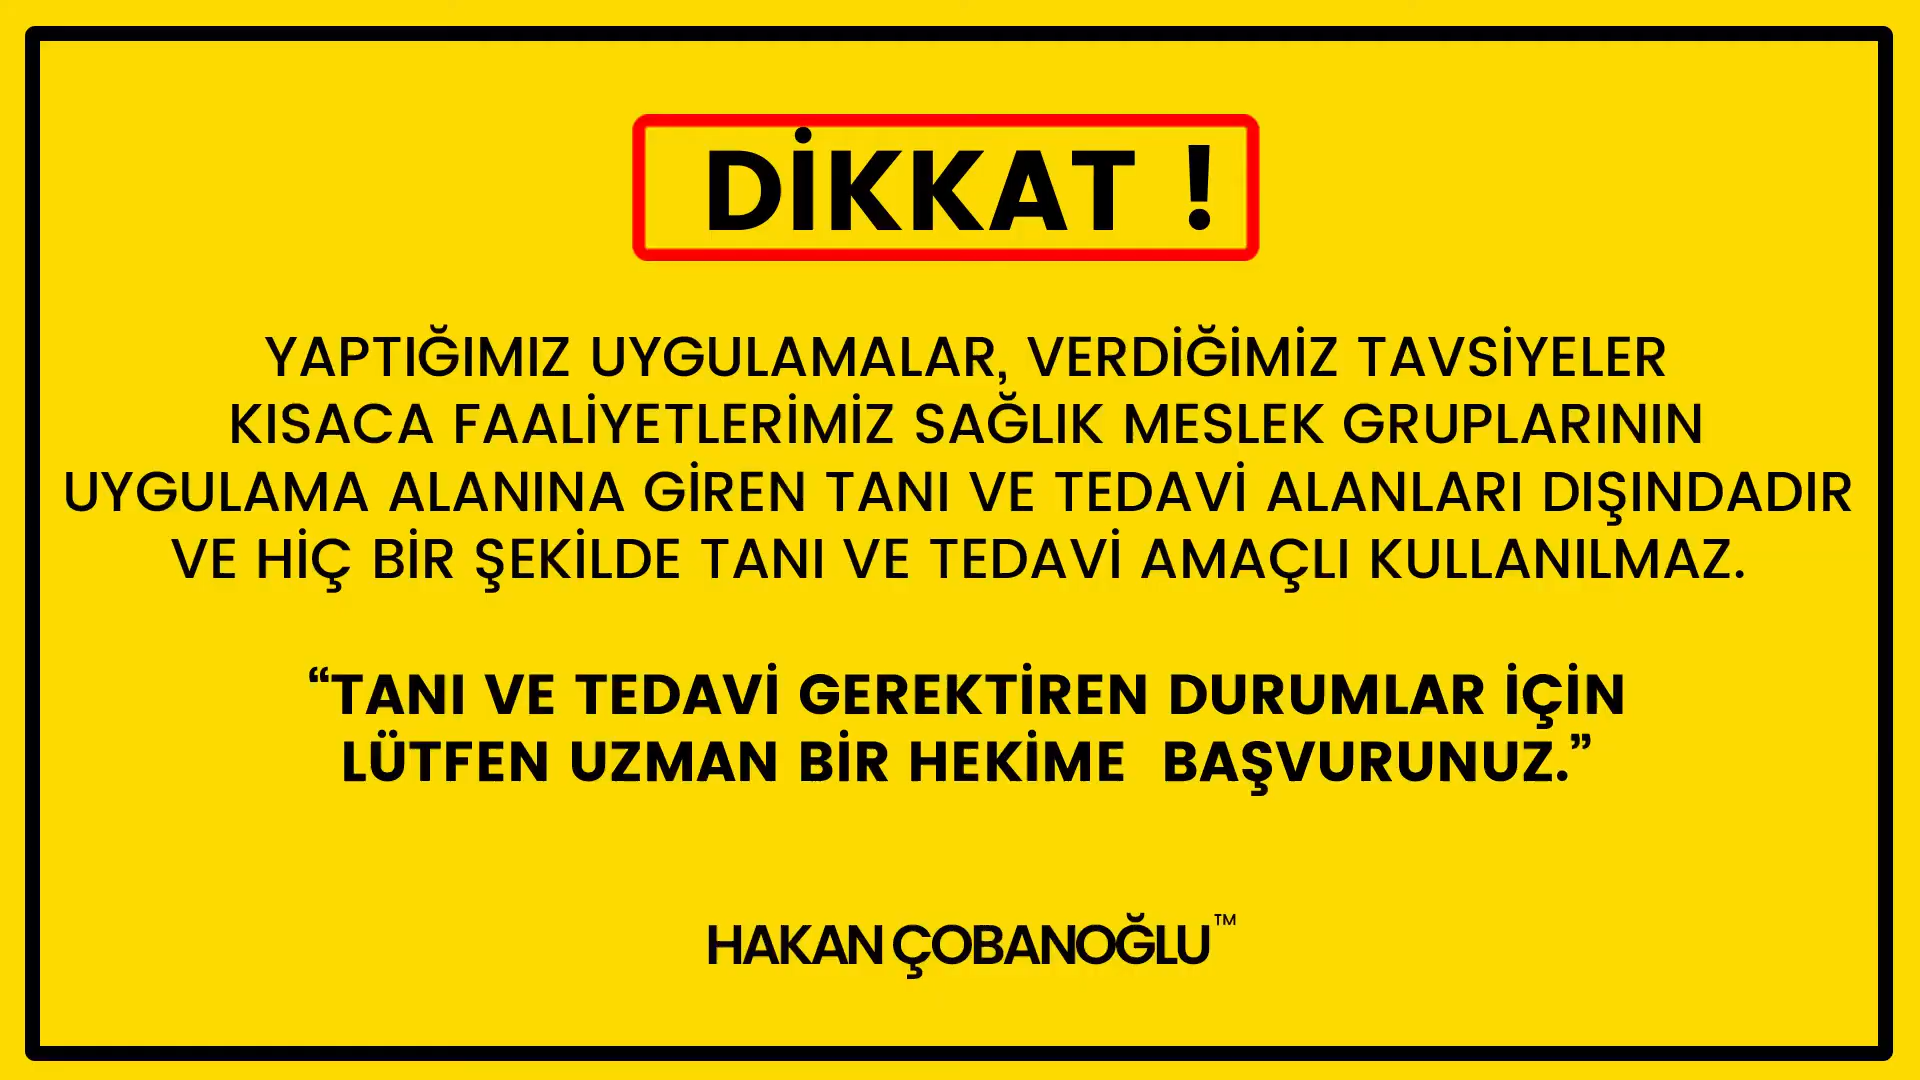 DİKKAT !
YAPTIĞIMIZ UYGULAMALAR, VERDİĞİMİZ TAVSİYELER
KISACA FAALİYETLERİMİZ SAĞLIK MESLEK GRUPLARININ
UYGULAMA ALANINA GİREN TANI VE TEDAVİ ALANLARI DIŞINDADIR
VE HİÇ BİR ŞEKİLDE TANI VE TEDAVİ AMAÇLI KULLANILMAZ.
“TANI VE TEDAVİ GEREKTİREN DURUMLAR İÇİN
LÜTFEN UZMAN BİR HEKİME  BAŞVURUNUZ.”
HAKAN ÇOBANOĞLU™